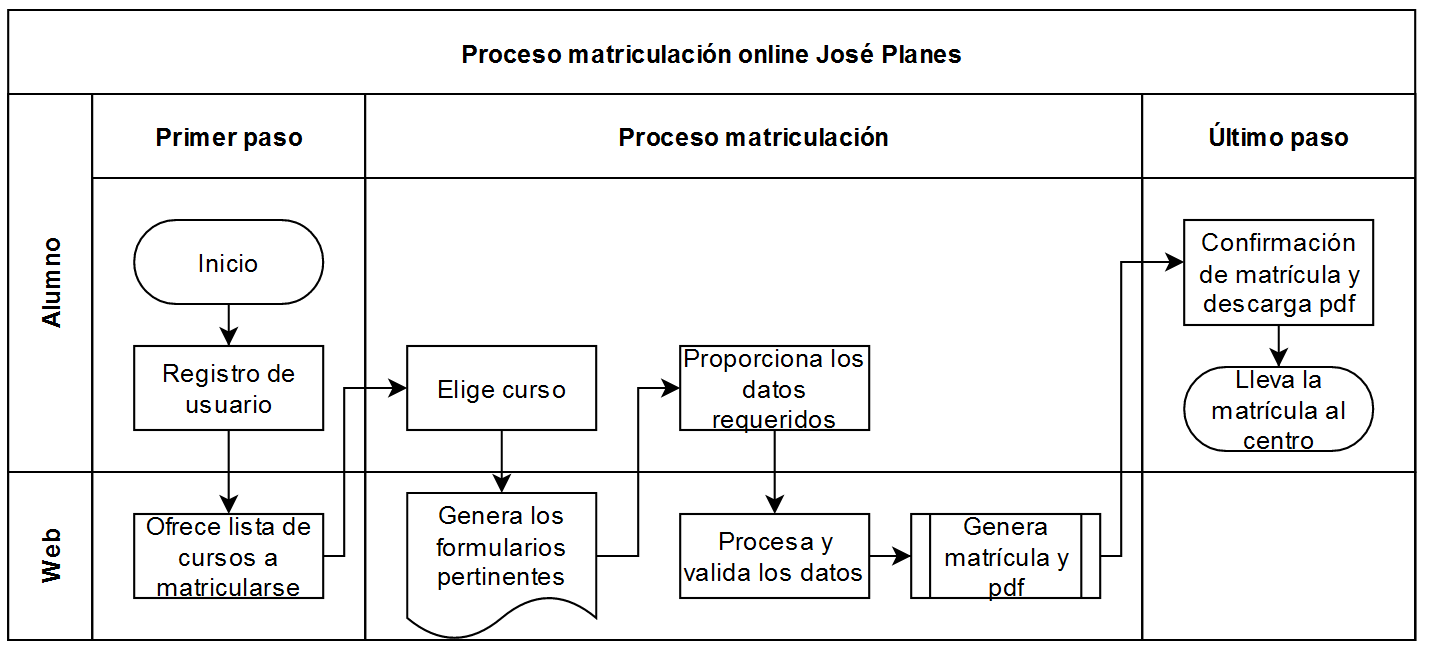 Proceso matriculación online José Planes
Primer paso
Proceso matriculación
Último paso
Alumno
Inicio
Registro de
usuario
Elige curso
Proporciona los
datos
requeridos
Confirmación
de matrícula y
descarga pdf
Lleva la
matrícula al
centro
Web
Ofrece lista de
cursos a
matricularse
Genera los
formularios
pertinentes
Procesa y
valida los datos
Genera
matrícula y
pdf